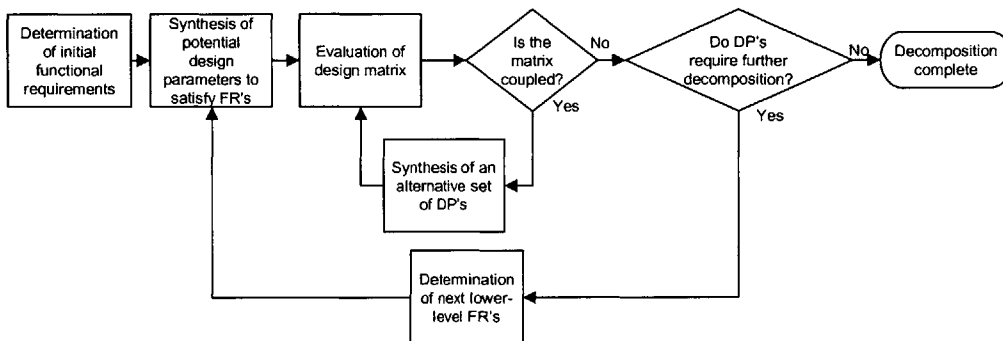 Determination
of initial
functional
requirements
Synthesis of
potential
design
parameters to
satisfy FR's
Evaluation of
design matrix
Is the
matrix
coupled?
No
Yes
Do DP's
require further
decomposition?
No
Yes
Decomposition
complete
Synthesis of an
alternative set
of DP's
Determination
of next lower-
level FR's